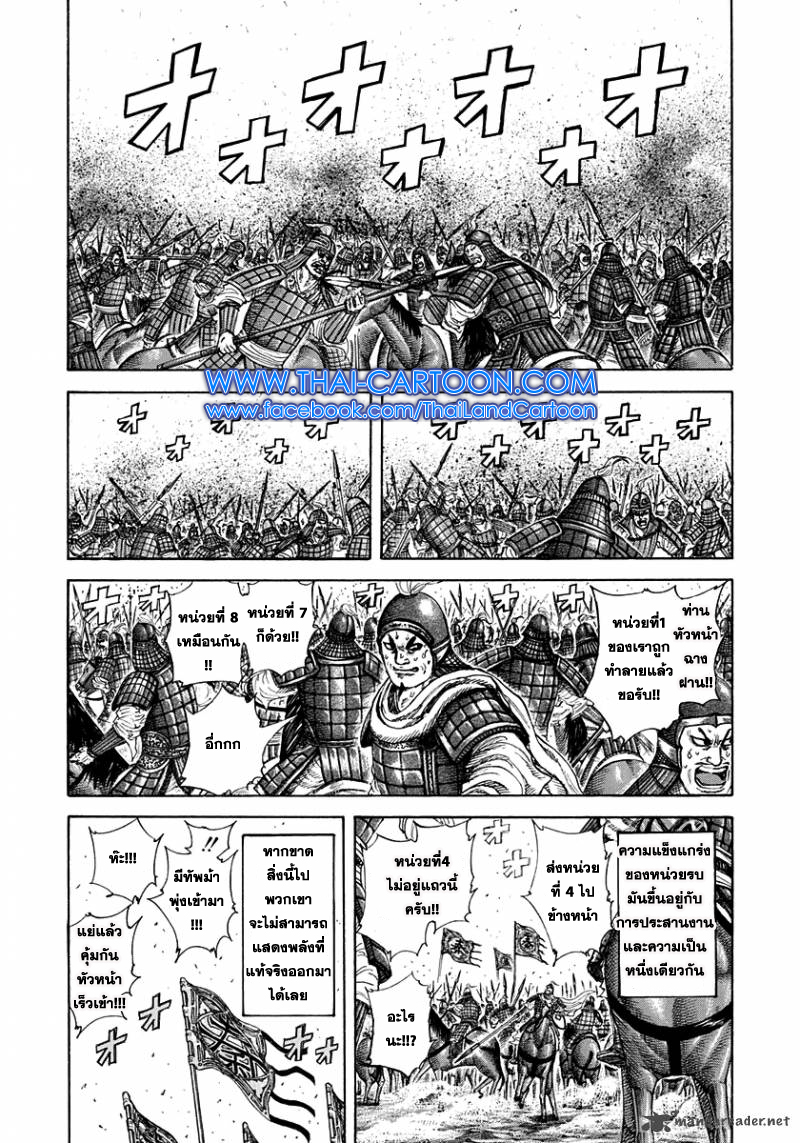 オ オ オ オ オ オ オ
WWW.THAI-CARTOON.COM
www.facebook.com/ThaiLandCartoon
オ オ オ オ オ
オ オ オ オ オ オ オ
ท่าน
หัวหน้า
ฉาง
ฝาน!!
หน่วยที่1
ของเราถูก
ทำลายแล้ว
ขอรับ!!
หน่วยที่ 7
ก็ด้วย!!
หน่วยที่ 8
เหมือนกัน
!!
อี่กกก
ความแข็งแกร่ง
ของหน่วยรบ
มันขึ้นอยู่กับ
การประสานงาน
และความเป็น
หนึ่งเดียวกัน
ส่งหน่วย
ที่ 4 ไป
ข้างหน้า
หน่วยที่4
ไม่อยู่แถวนี้
ครับ!!
อะไร
นะ!!?
หากขาด
สิ่งนี้ไป
พวกเขา
จะไม่สามารถ
แสดงพลังที่
แท้จริงออกมา
ได้เลย
ห๊ะ!!!
มีทัพม้า
พุ่งเข้ามา
!!!
แย่แล้ว
คุ้มกัน
หัวหน้า
เร็วเข้า!!!
mangareader.net